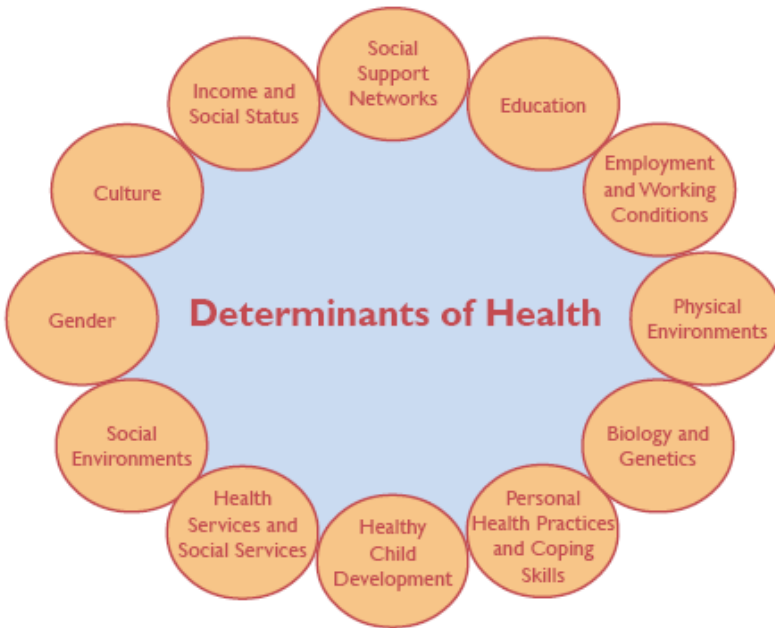 Social
Support
Networks
Education
Employment
and Working
Conditions
Physical
Environments
Biology and
Genetics
Personal
Health Practices
and Coping
Skills
Healthy
Child
Development
Health
Services and
Social Services
Social
Environments
Gender
Culture
Income and
Social Status
Determinants of Health